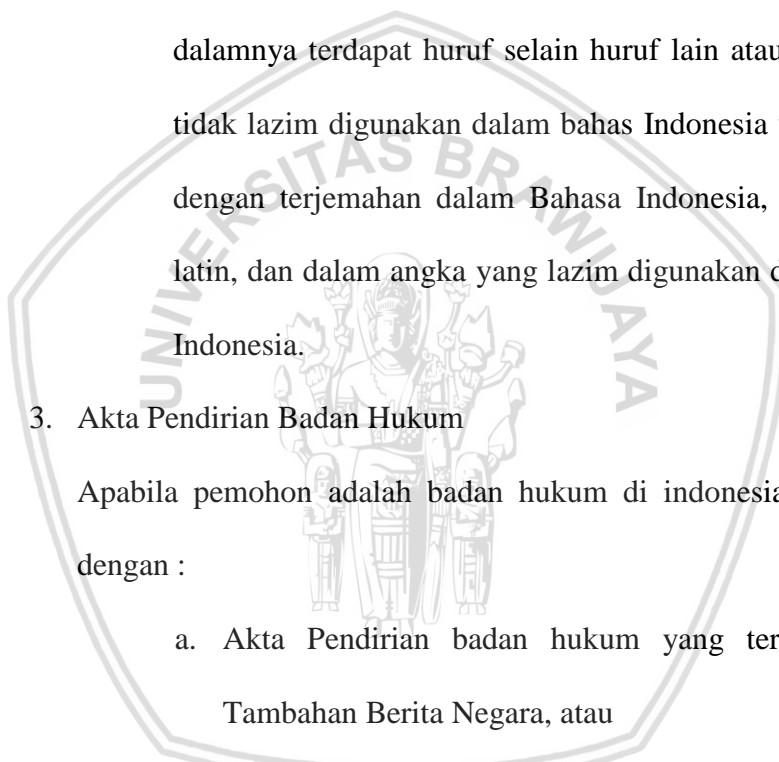 dalamnya terdapat huruf selain huruf lain atau
tidak lazim digunakan dalam bahas Indonesia
dengan terjemahan dalam Bahasa Indonesia,
latin, dan dalam angka yang lazim digunakan
Indonesia.
3. Akta Pendirian Badan Hukum
Apabila pemohon adalah badan hukum di indonesia
dengan :
a. Akta Pendirian badan hukum yang
Tambahan Berita Negara, atau
UNIVERSITAS BRAWIJAYA